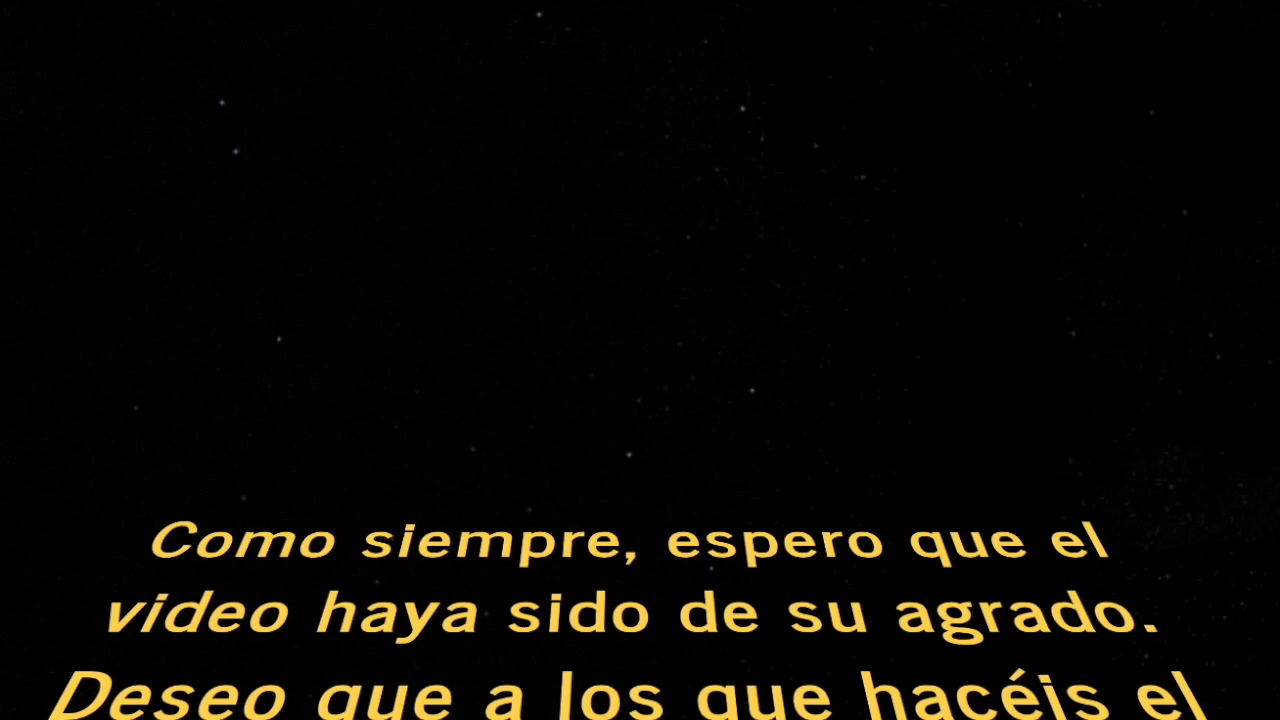 Como siempre, espero que el
video haya sido de su agrado.
Deseo que a los que hacéis el